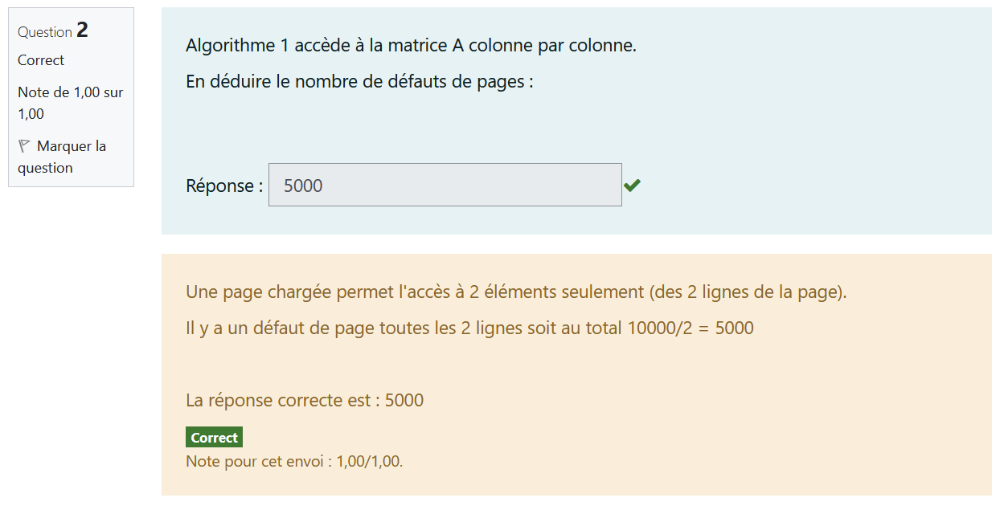 Question 2
Correct
Note de 1,00 sur
1,00
Marquer la
question
Algorithme 1 accède à la matrice A colonne par colonne.
En déduire le nombre de défauts de pages :
Réponse : 5000
Une page chargée permet l'accès à 2 éléments seulement (des 2 lignes de la page).
Il y a un défaut de page toutes les 2 lignes soit au total 10000/2 = 5000
La réponse correcte est : 5000
Correct
Note pour cet envoi : 1,00/1,00.